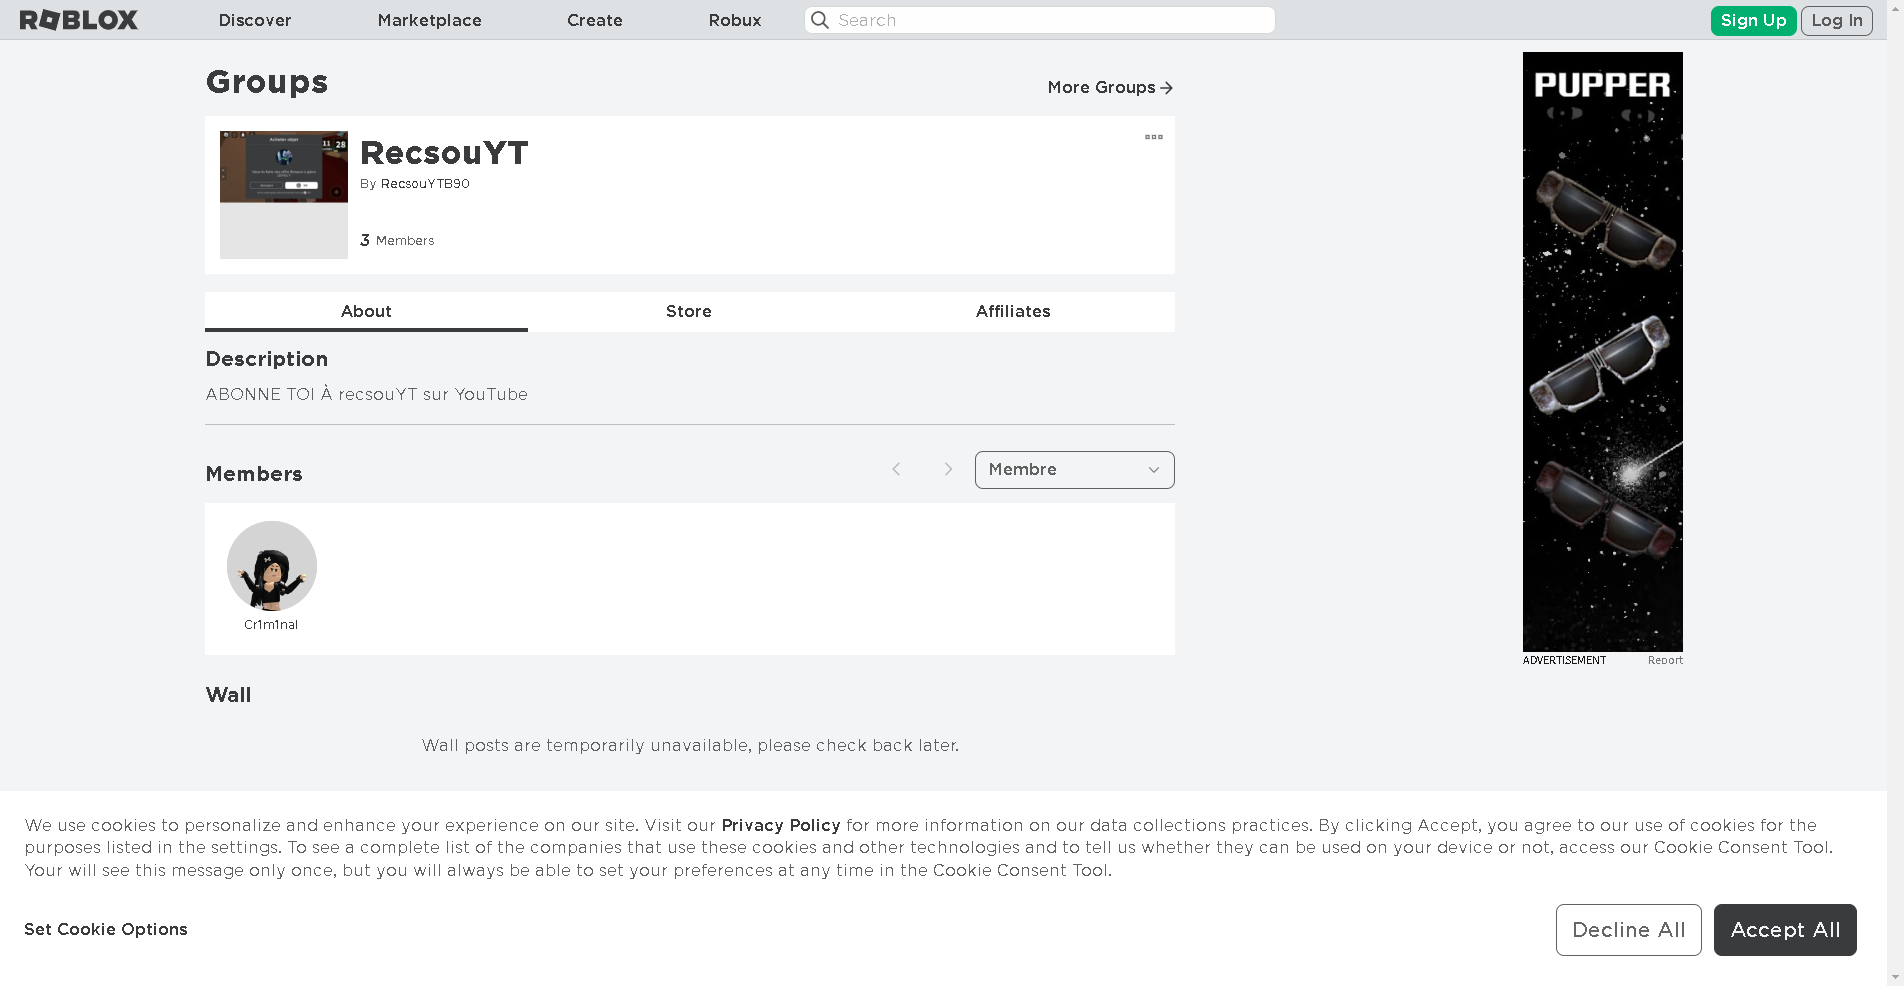 ROBLOX Discover Marketplace Create Robux Search Sign Up Log In
Groups
More Groups
RecsouYT
By RecsouYTB90
3 Members
About Store Affiliates
Description
ABONNE TOI À recsouYT sur YouTube
Members
Membre
Cr1m1nal
Wall
Wall posts are temporarily unavailable, please check back later.
PUPPER
ADVERTISEMENT Report
We use cookies to personalize and enhance your experience on our site. Visit our Privacy Policy for more information on our data collections practices. By clicking Accept, you agree to our use of cookies for the
purposes listed in the settings. To see a complete list of the companies that use these cookies and other technologies and to tell us whether they can be used on your device or not, access our Cookie Consent Tool.
Your will see this message only once, but you will always be able to set your preferences at any time in the Cookie Consent Tool.
Set Cookie Options
Decline All
Accept All